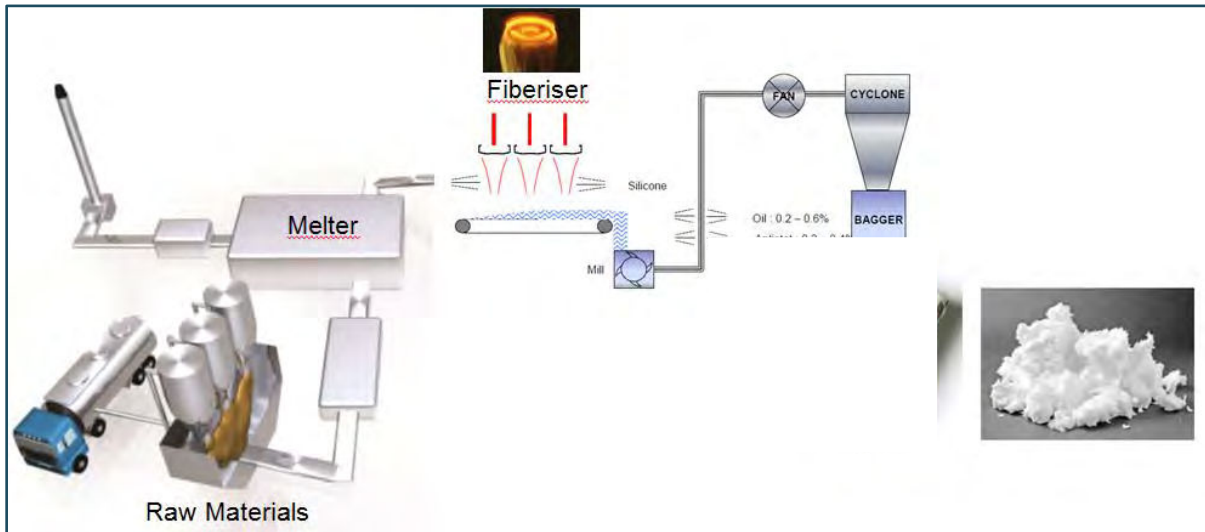 Fiberiser
FAN
CYCLONE
Silicone
Melter
Oil : 0.2 – 0.6%
BAGGER
Mill
Raw Materials